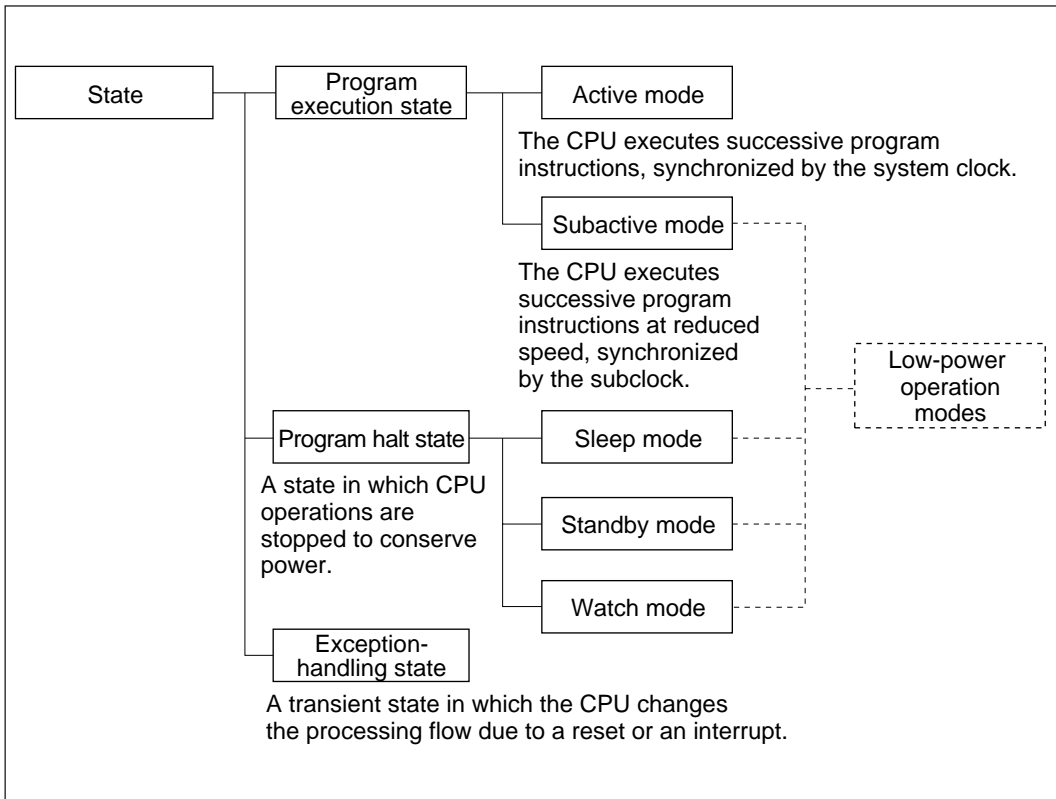 State
Program
execution state
Active mode
The CPU executes successive program
instructions, synchronized by the system clock.
Subactive mode
The CPU executes
successive program
instructions at reduced
speed, synchronized
by the subclock.
Low-power
operation
modes
Program halt state
A state in which CPU
operations are
stopped to conserve
power.
Sleep mode
Standby mode
Watch mode
Exception-
handling state
A transient state in which the CPU changes
the processing flow due to a reset or an interrupt.